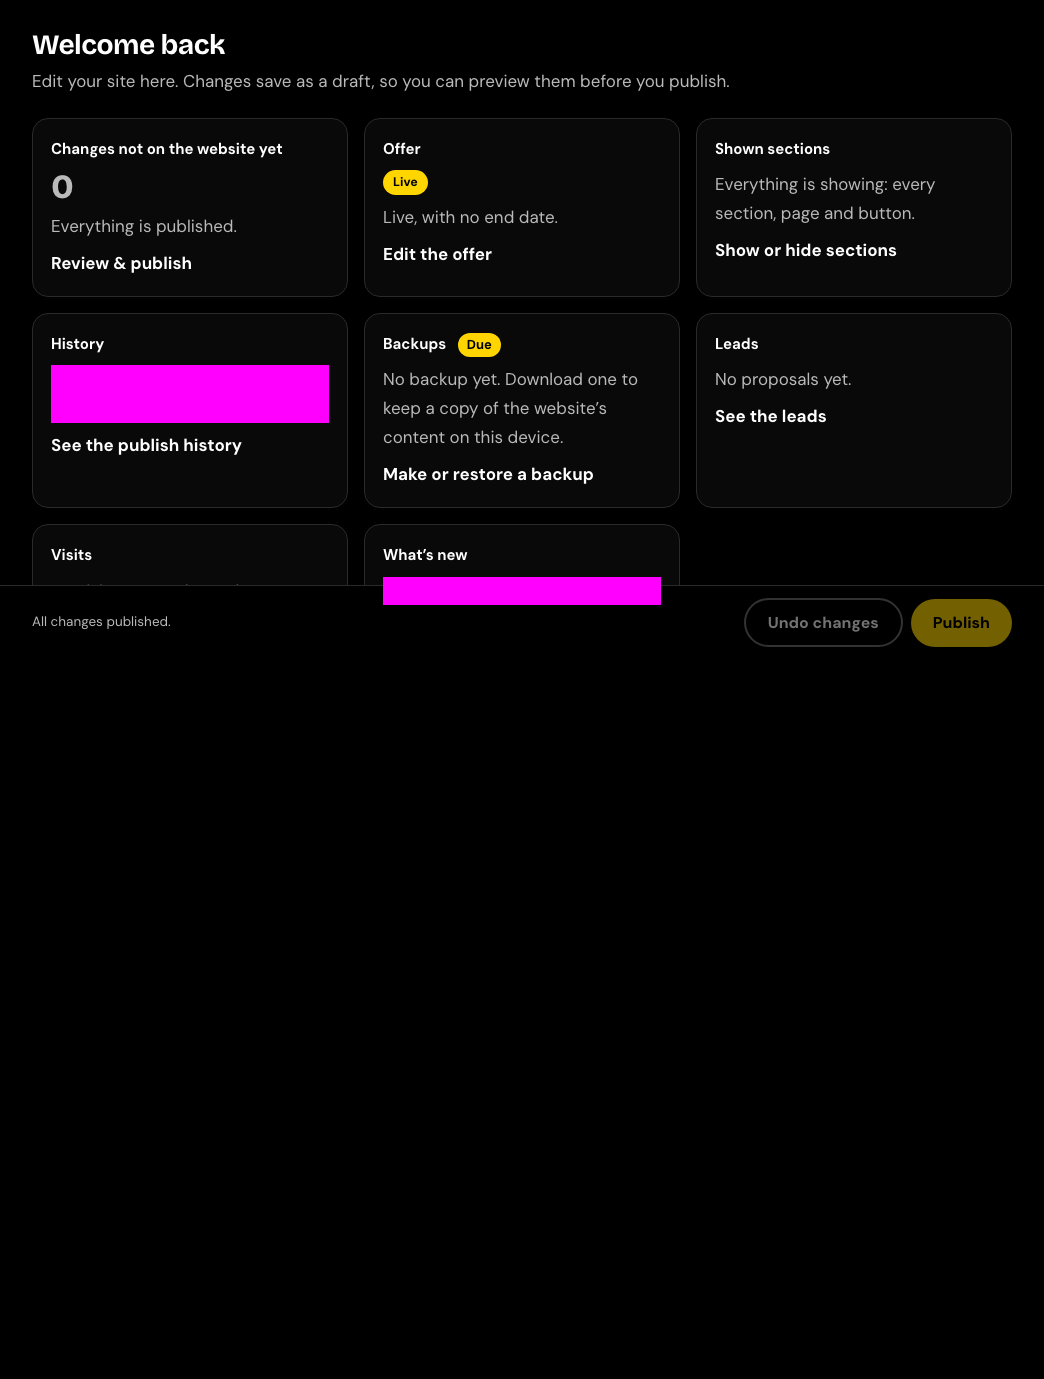 Welcome back
Edit your site here. Changes save as a draft, so you can preview them before you publish.
Changes not on the website yet
0
Everything is published.
Review & publish
Offer
Live
Live, with no end date.
Edit the offer
Shown sections
Everything is showing: every
section, page and button.
Show or hide sections
History
See the publish history
Backups
Due
No backup yet. Download one to
keep a copy of the website’s
content on this device.
Make or restore a backup
Leads
No proposals yet.
See the leads
Visits
What’s new
All changes published.
Undo changes
Publish